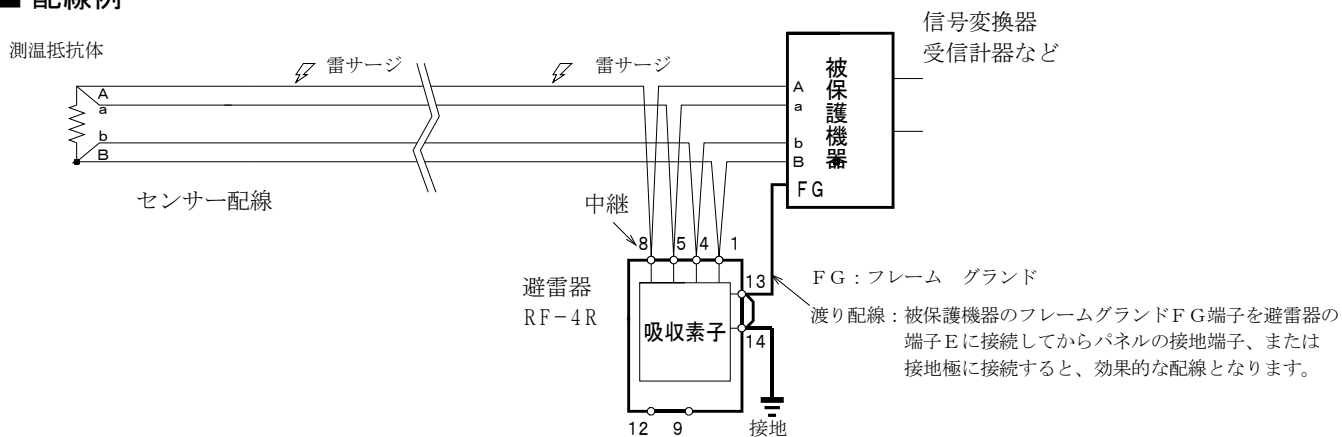 ■ 配線例
信号変換器
受信計器など
測温抵抗体
雷サージ
雷サージ
被保護機器
A
a
b
B
A
a
b
B
FG
センサー配線
中継
8 5 4 1
避雷器
RF-4R
吸収素子
13
14
FG:フレーム グランド
渡り配線:被保護機器のフレームグランドFG端子を避雷器の
端子Eに接続してからパネルの接地端子、または
接地極に接続すると、効果的な配線となります。
12 9
接地